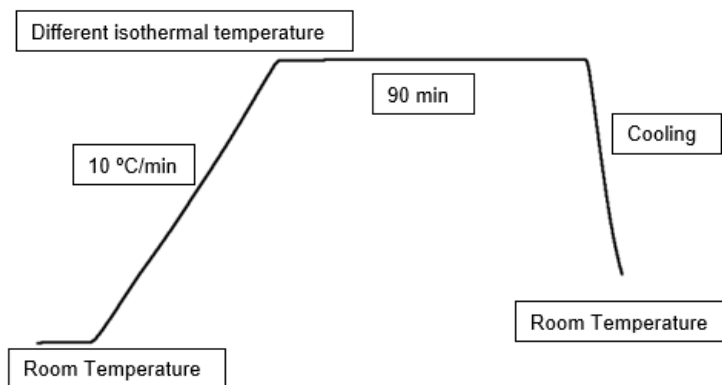 Different isothermal temperature
90 min
Cooling
10 ºC/min
Room Temperature
Room Temperature